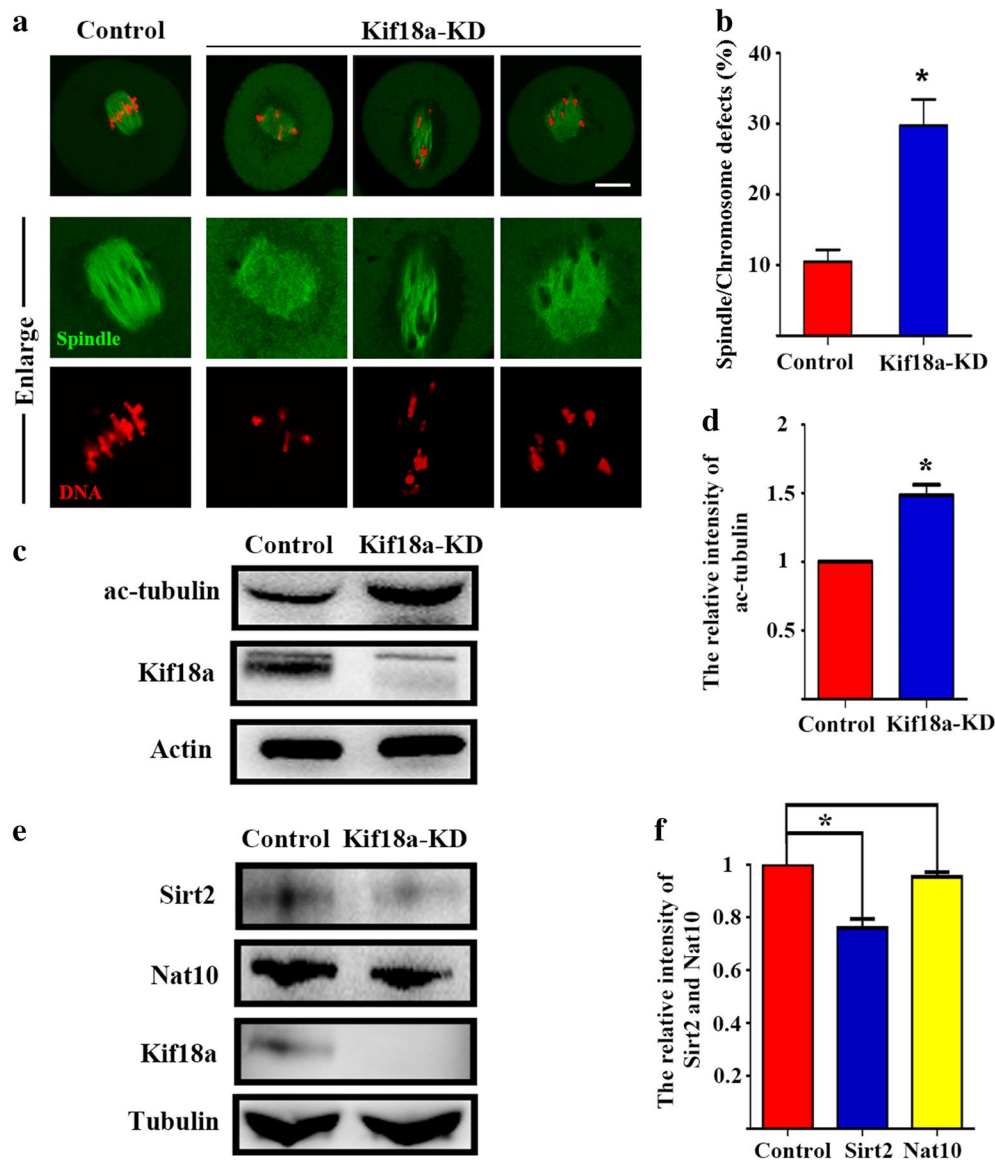 a
Control
Kif18a-KD
Enlarge
Spindle
DNA
b
Spindle/Chromosome defects (%)
40
30
20
10
Control
Kif18a-KD
c
Control
Kif18a-KD
ac-tubulin
Kif18a
Actin
d
The relative intensity of
ac-tubulin
2
1.5
1
0.5
*
*
Control
Kif18a-KD
e
Control
Kif18a-KD
Sirt2
Nat10
Kif18a
Tubulin
f
The relative intensity of
Sirt2 and Nat10
1
0.8
0.6
0.4
0.2
*
Control
Sirt2
Nat10